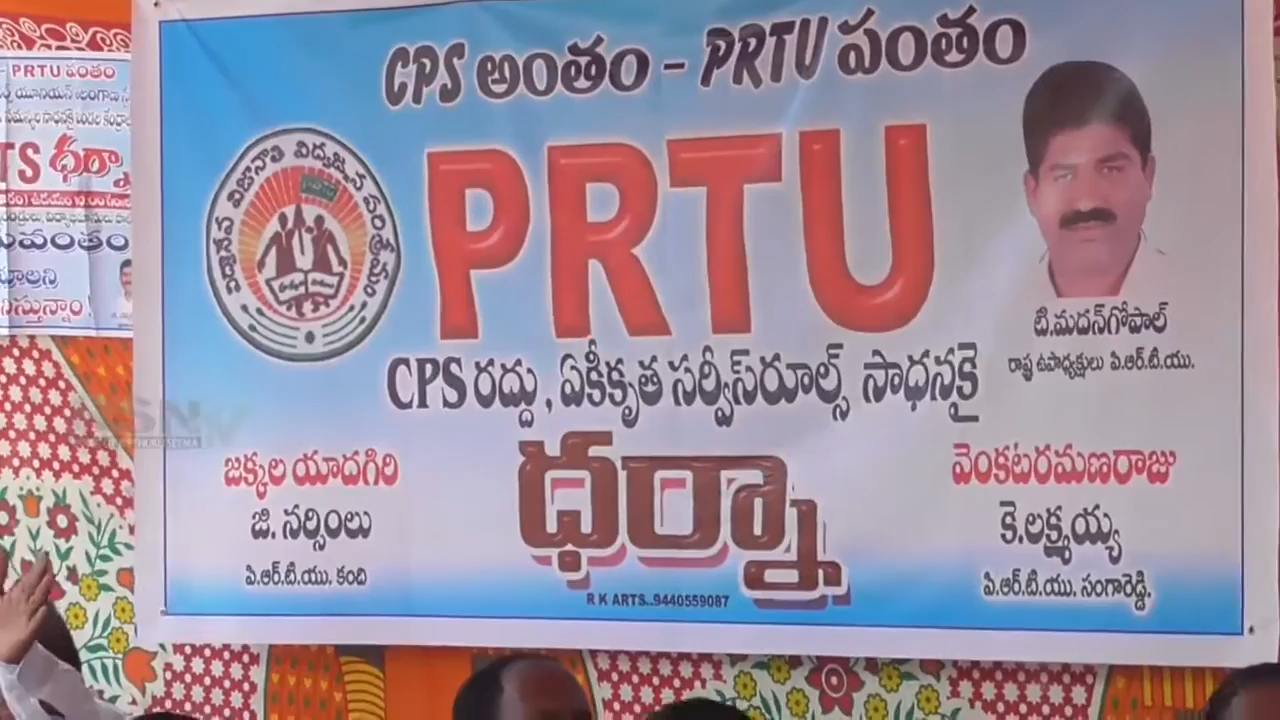 CPS అంతం - PRTU పంతం
PRTU
టి.మదన్‌గోపాల్
రాష్ట్ర ఉపాధ్యక్షులు పి.ఆర్.టి.యు.
CPS రద్దు, ఏకీకృత సర్వీస్‌రూల్స్ సాధనకై
ధర్నా
జక్కల యాదగిరి
జి. నర్సింలు
పి.ఆర్.టి.యు. కంది
వెంకటరమణరాజు
కె.లక్ష్మయ్య
పి.ఆర్.టి.యు. సంగారెడ్డి.
R K ARTS..9440559087
PRTU పంతం
TS ధర్నా